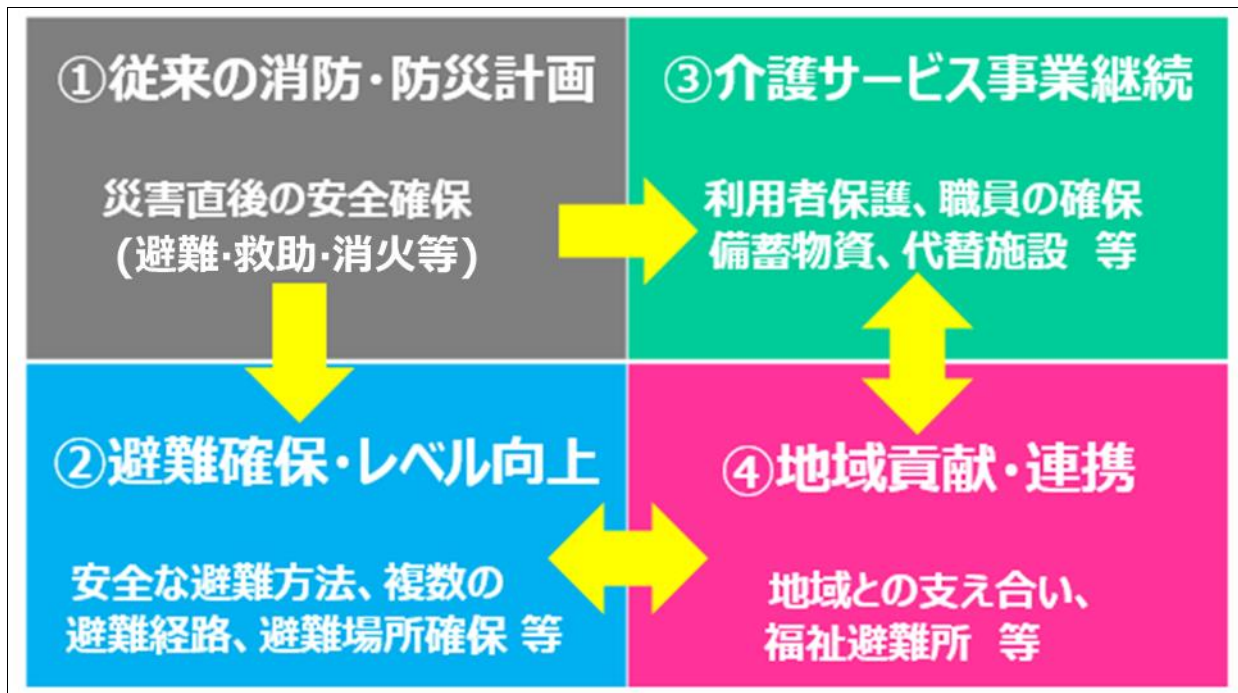 ①従来の消防・防災計画
災害直後の安全確保
(避難・救助・消火等)
③介護サービス事業継続
利用者保護、職員の確保
備蓄物資、代替施設 等
②避難確保・レベル向上
安全な避難方法、複数の
避難経路、避難場所確保 等
④地域貢献・連携
地域との支え合い、
福祉避難所 等